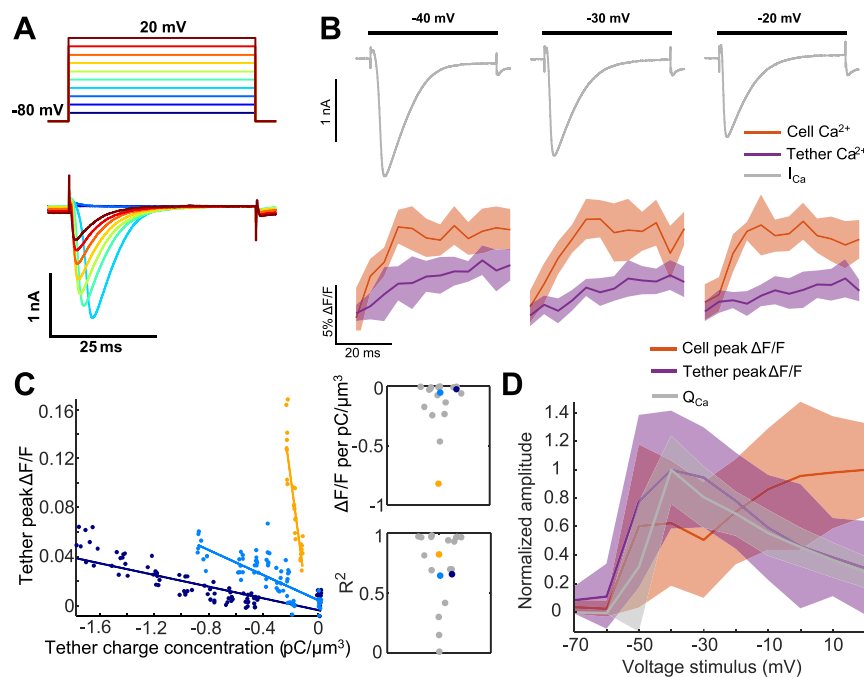 A
20 mV
-80 mV
1 nA
25 ms
B
-40 mV
-30 mV
-20 mV
1 nA
Cell Ca²⁺
Tether Ca²⁺
I_Ca
5% ΔF/F
20 ms
C
Tether peak ΔF/F
0.16
0.12
0.08
0.04
0
-1.6
-1.2
-0.8
-0.4
0
Tether charge concentration (pC/μm³)
ΔF/F per pC/μm³
0
-0.5
-1
R²
1
0.5
0
D
Cell peak ΔF/F
Tether peak ΔF/F
Q_Ca
Normalized amplitude
1.4
1.2
1
0.8
0.6
0.4
0.2
0
-70
-50
-30
-10
10
Voltage stimulus (mV)